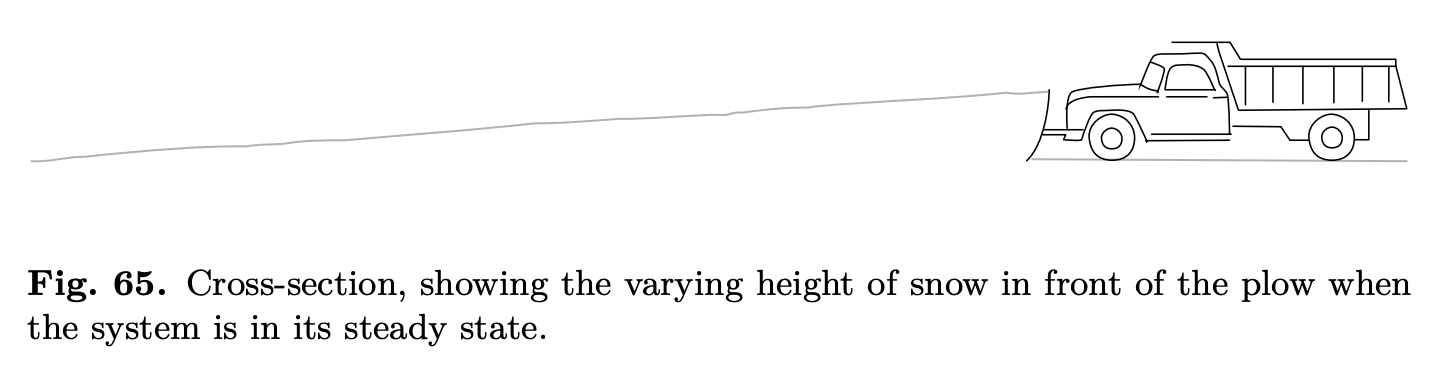 Fig. 65. Cross-section, showing the varying height of snow in front of the plow when
the system is in its steady state.